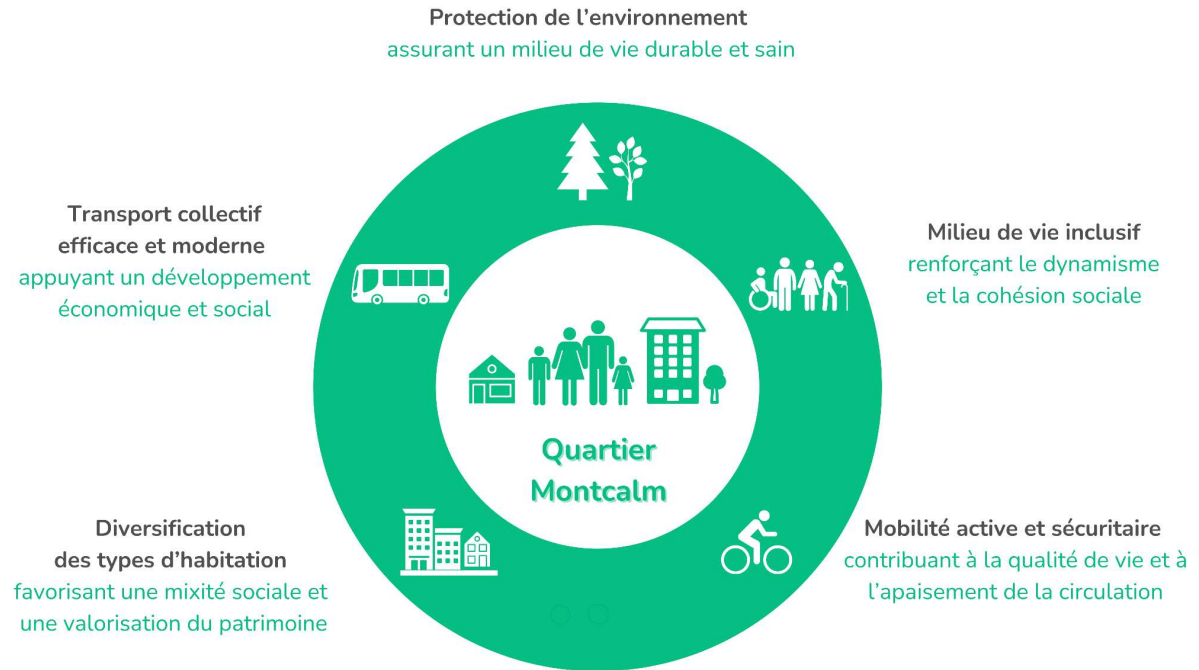 Protection de l’environnement
assurant un milieu de vie durable et sain
Transport collectif
efficace et moderne
appuyant un développement
économique et social
Milieu de vie inclusif
renforçant le dynamisme
et la cohésion sociale
Quartier
Montcalm
Diversification
des types d’habitation
favorisant une mixité sociale et
une valorisation du patrimoine
Mobilité active et sécuritaire
contribuant à la qualité de vie et à
l’apaisement de la circulation